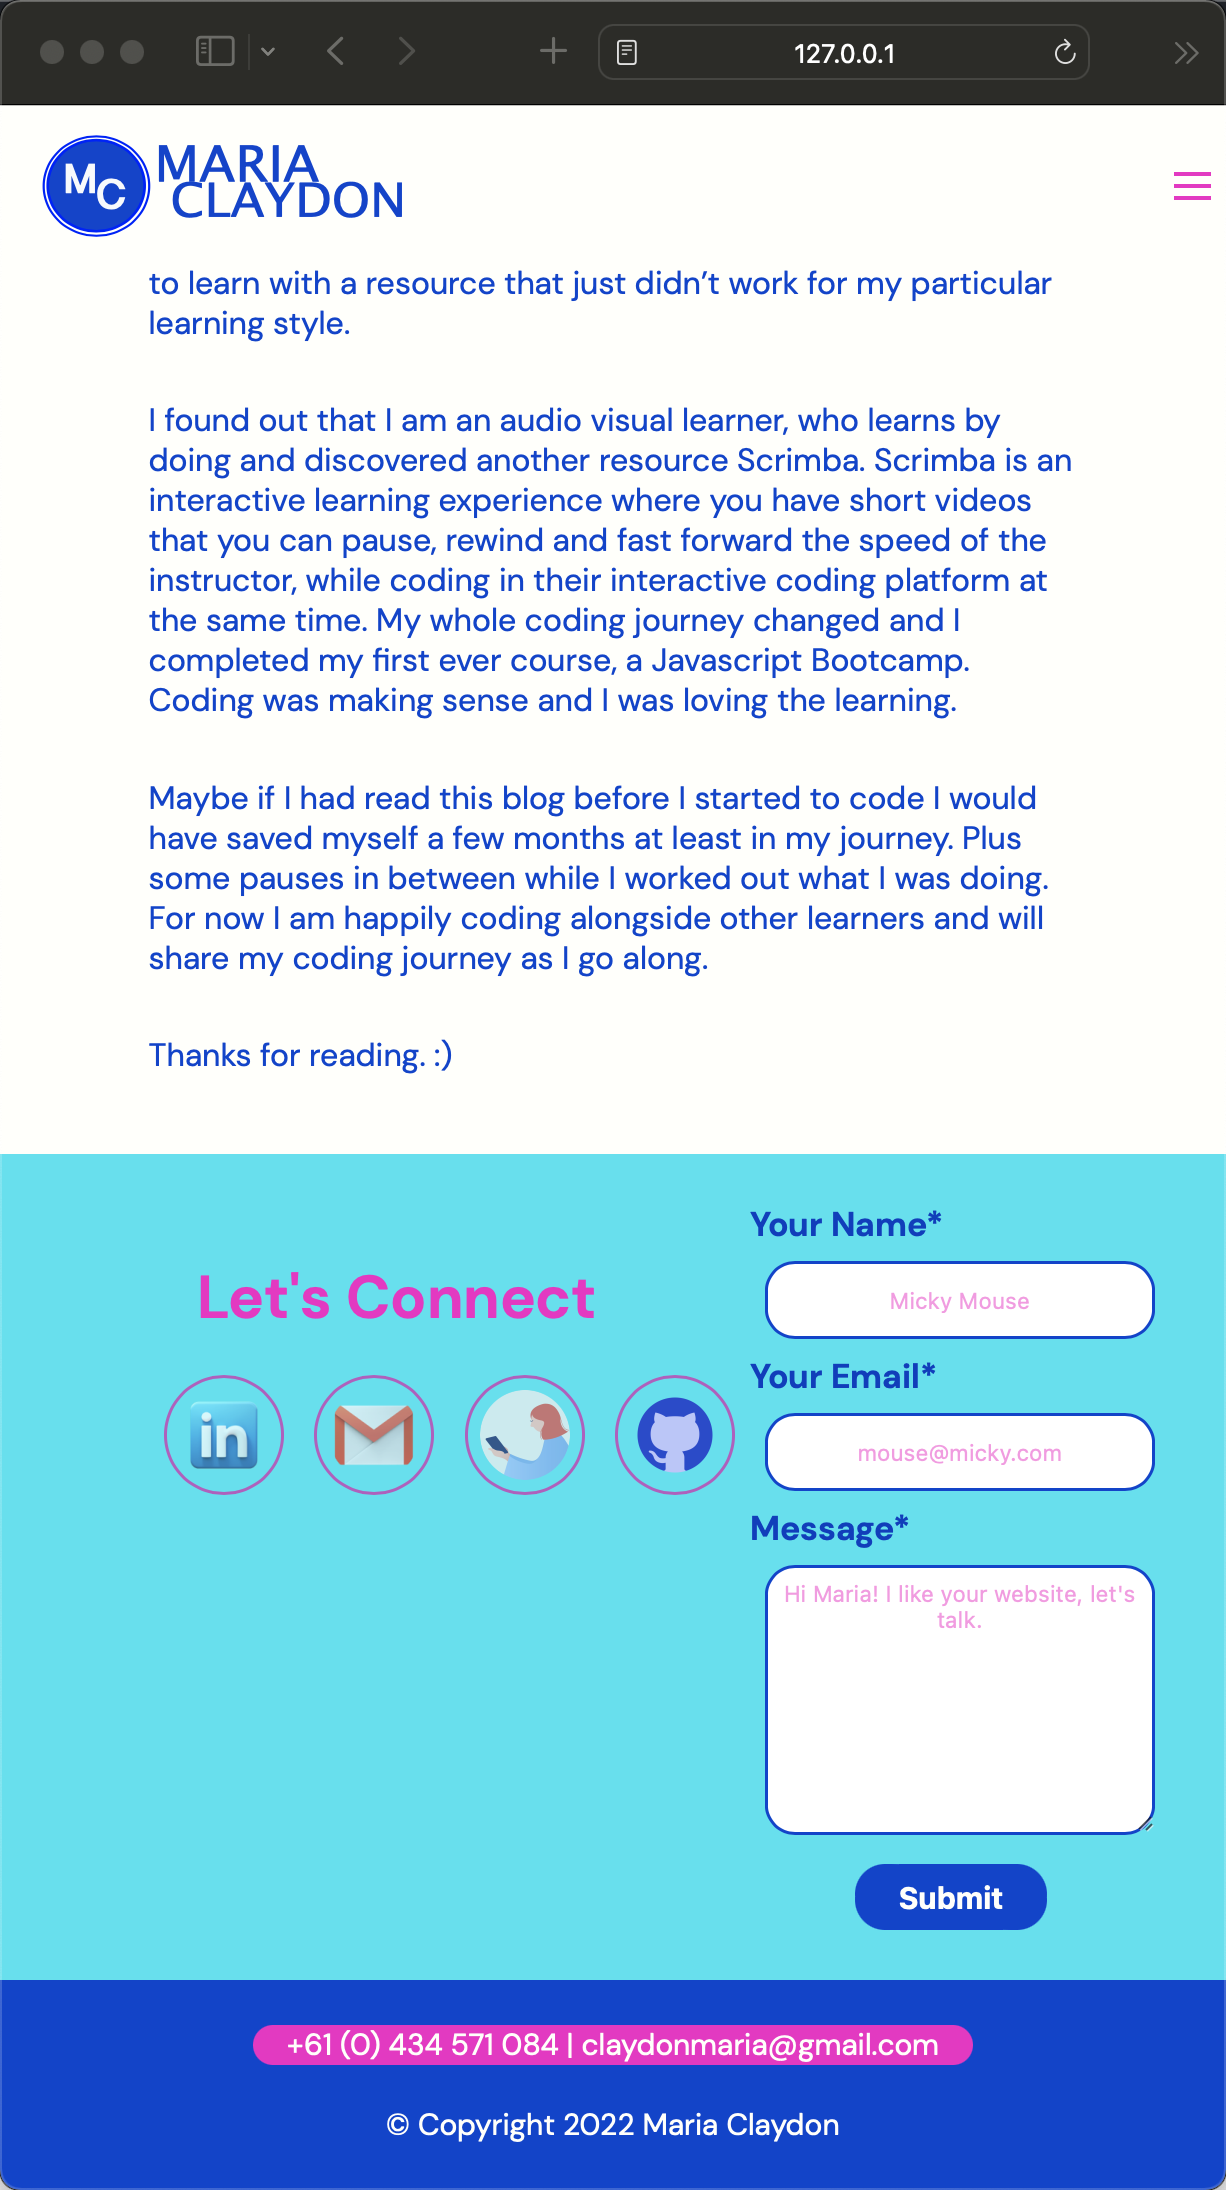 127.0.0.1
MC
MARIA
CLAYDON
to learn with a resource that just didn’t work for my particular
learning style.
I found out that I am an audio visual learner, who learns by
doing and discovered another resource Scrimba. Scrimba is an
interactive learning experience where you have short videos
that you can pause, rewind and fast forward the speed of the
instructor, while coding in their interactive coding platform at
the same time. My whole coding journey changed and I
completed my first ever course, a Javascript Bootcamp.
Coding was making sense and I was loving the learning.
Maybe if I had read this blog before I started to code I would
have saved myself a few months at least in my journey. Plus
some pauses in between while I worked out what I was doing.
For now I am happily coding alongside other learners and will
share my coding journey as I go along.
Thanks for reading. :)
Let's Connect
in
Your Name*
Micky Mouse
Your Email*
mouse@micky.com
Message*
Hi Maria! I like your website, let's
talk.
Submit
+61 (0) 434 571 084 | claydonmaria@gmail.com
© Copyright 2022 Maria Claydon